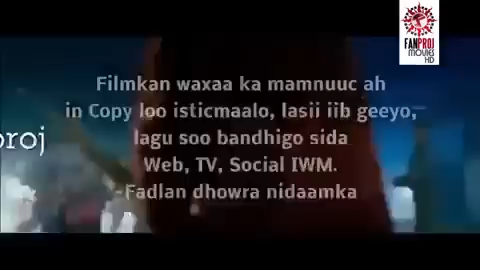 FANPROJ
MOVIES
HD
Filmkan waxaa ka mamnuuc ah
in Copy loo isticmaalo, lasii iib geeyo,
proj
lagu soo bandhigo sida
Web, TV, Social IWM.
-Fadlan dhowra nidaamka